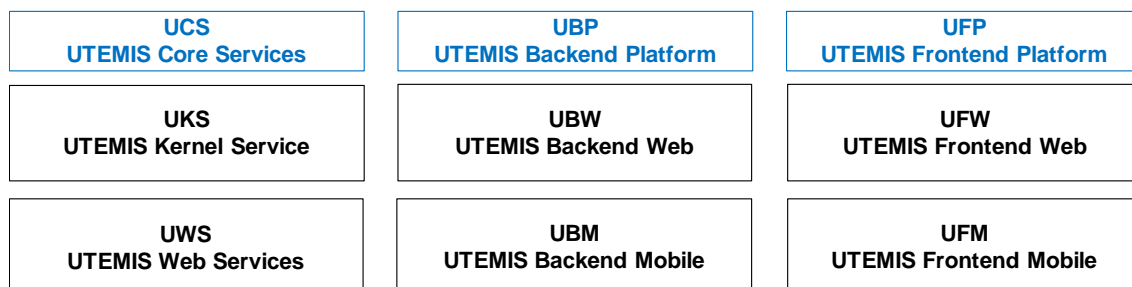 UCS
UTEMIS Core Services
UBP
UTEMIS Backend Platform
UFP
UTEMIS Frontend Platform
UKS
UTEMIS Kernel Service
UBW
UTEMIS Backend Web
UFW
UTEMIS Frontend Web
UWS
UTEMIS Web Services
UBM
UTEMIS Backend Mobile
UFM
UTEMIS Frontend Mobile